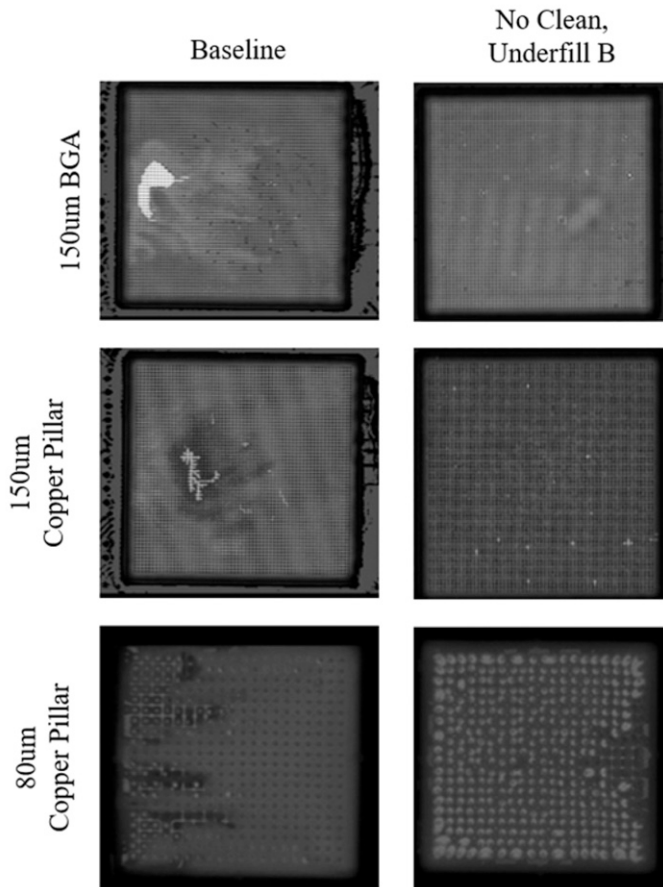 Baseline
No Clean,
Underfill B
150um BGA
150um
Copper Pillar
80um
Copper Pillar